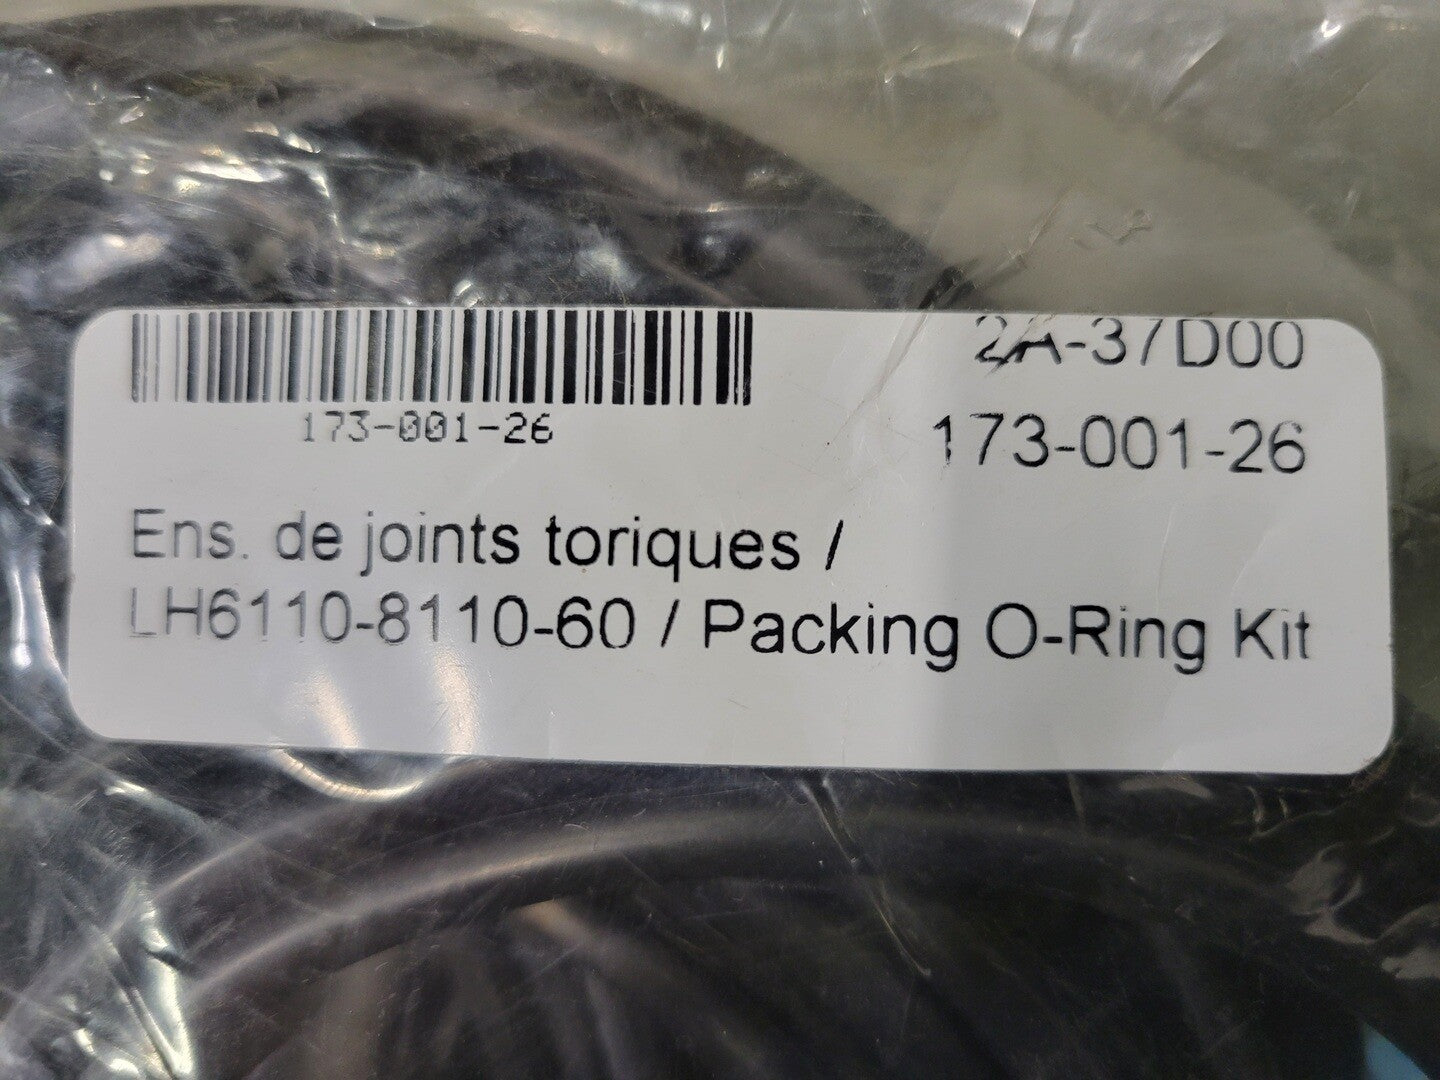 2A-37D00
173-001-26
173-001-26
Ens. de joints toriques /
LH6110-8110-60 / Packing O-Ring Kit